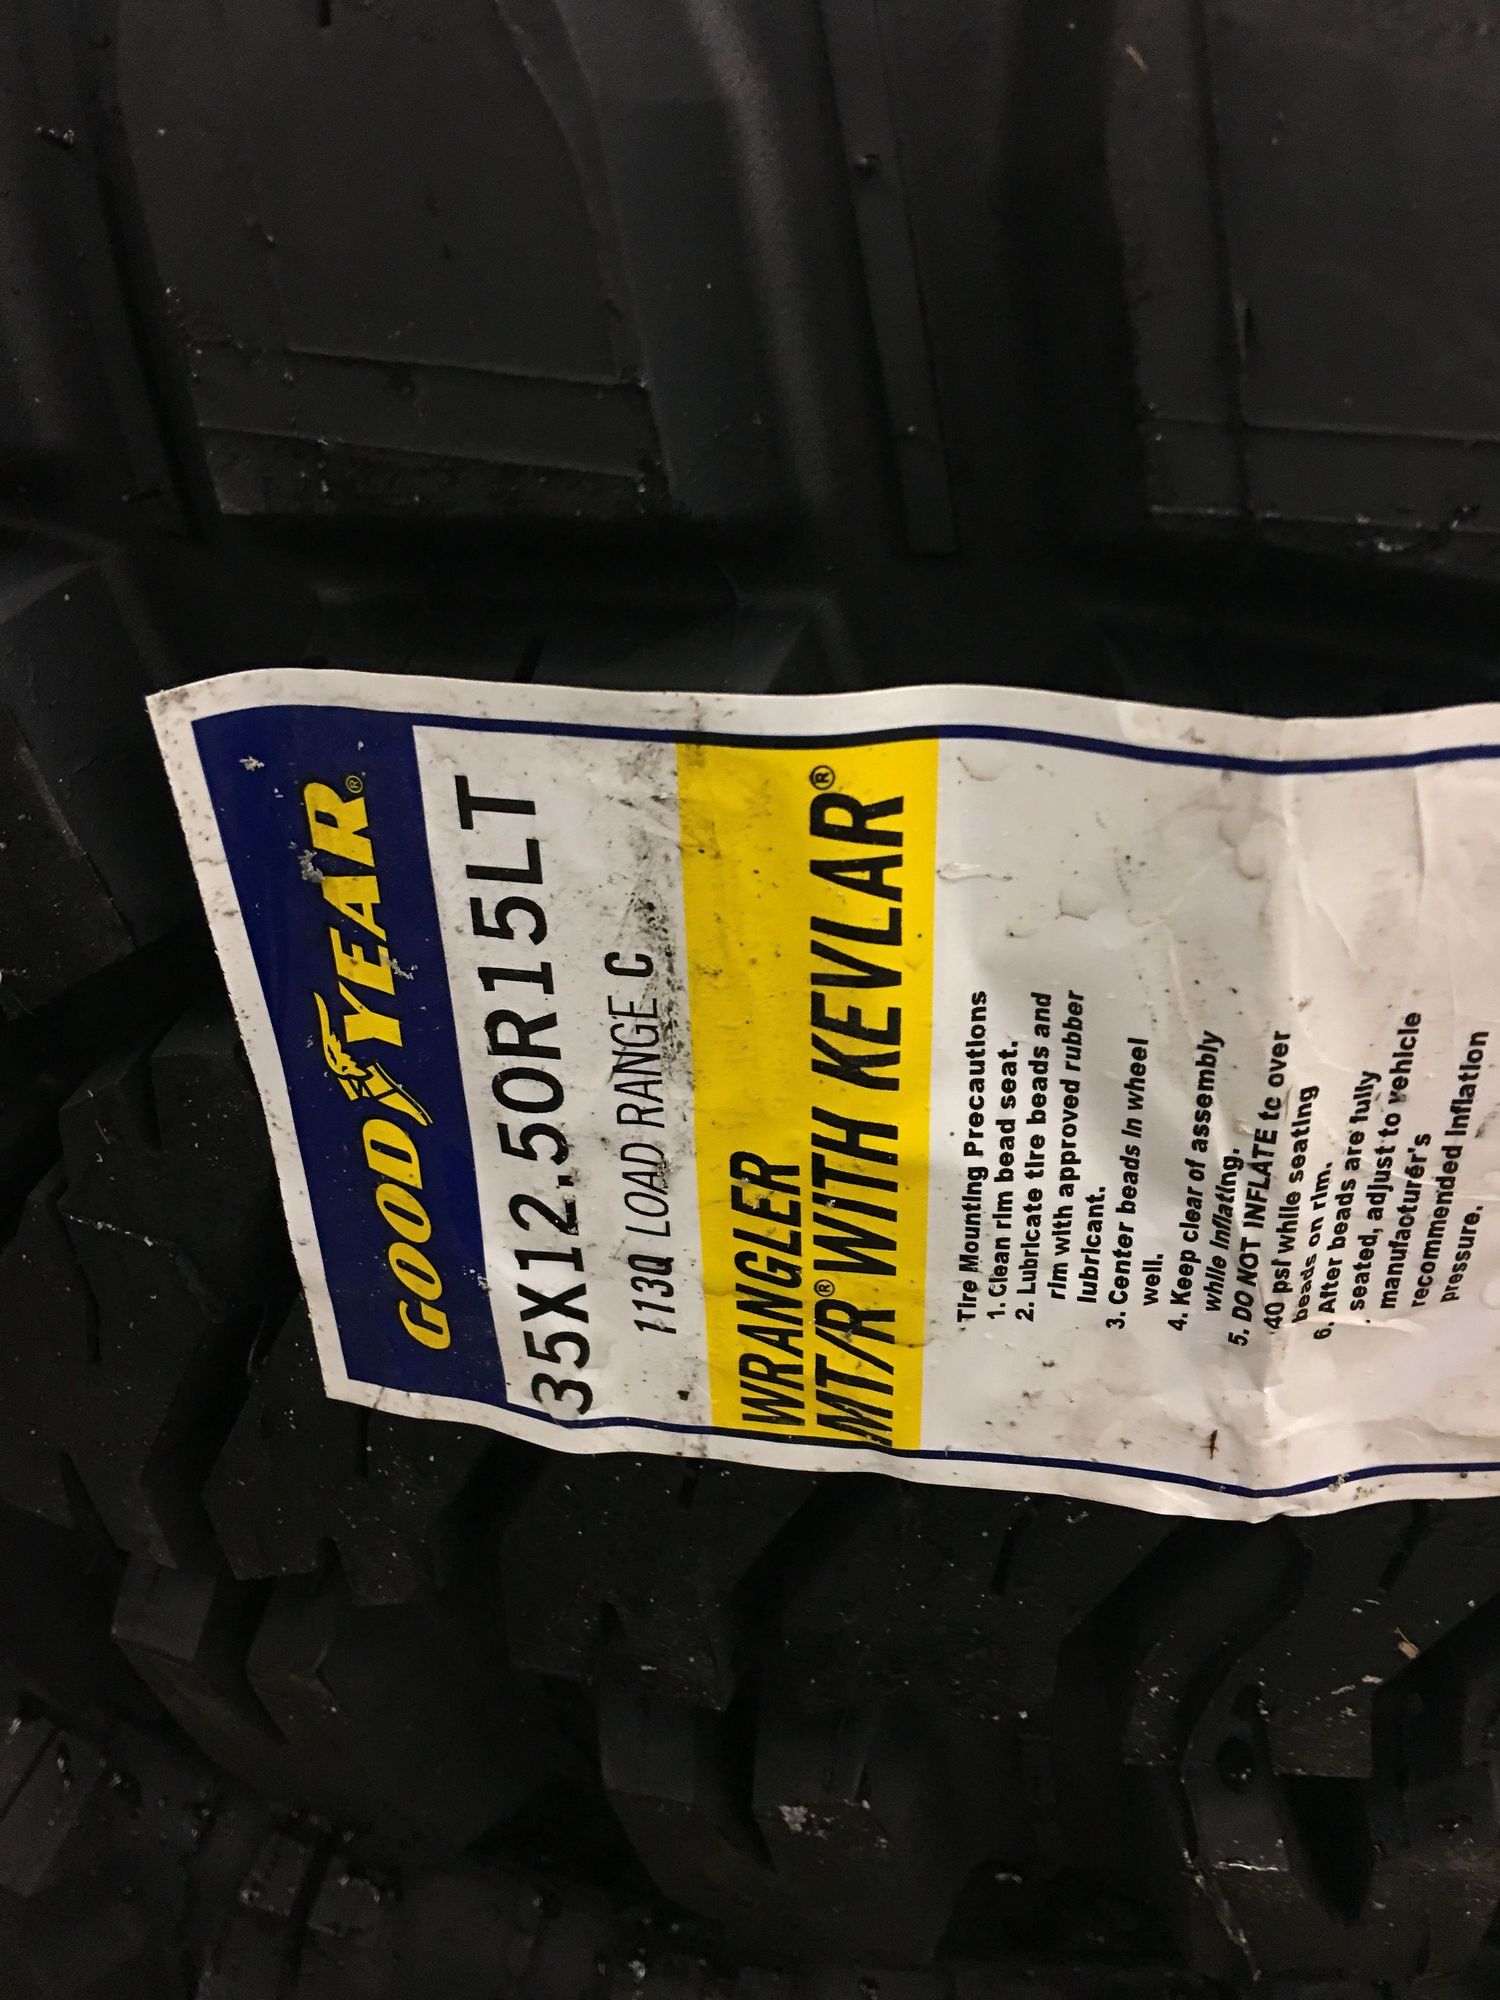 GOODYEAR®
35X12.50R15LT
113Q LOAD RANGE C
WRANGLER
MT/R® WITH KEVLAR®
Tire Mounting Precautions
1. Clean rim bead seat.
2. Lubricate tire beads and
rim with approved rubber
lubricant.
3. Center beads in wheel
well.
4. Keep clear of assembly
while inflating.
5. DO NOT INFLATE to over
40 psi while seating
beads on rim.
6. After beads are fully
seated, adjust to vehicle
manufacturer's
recommended inflation
pressure.